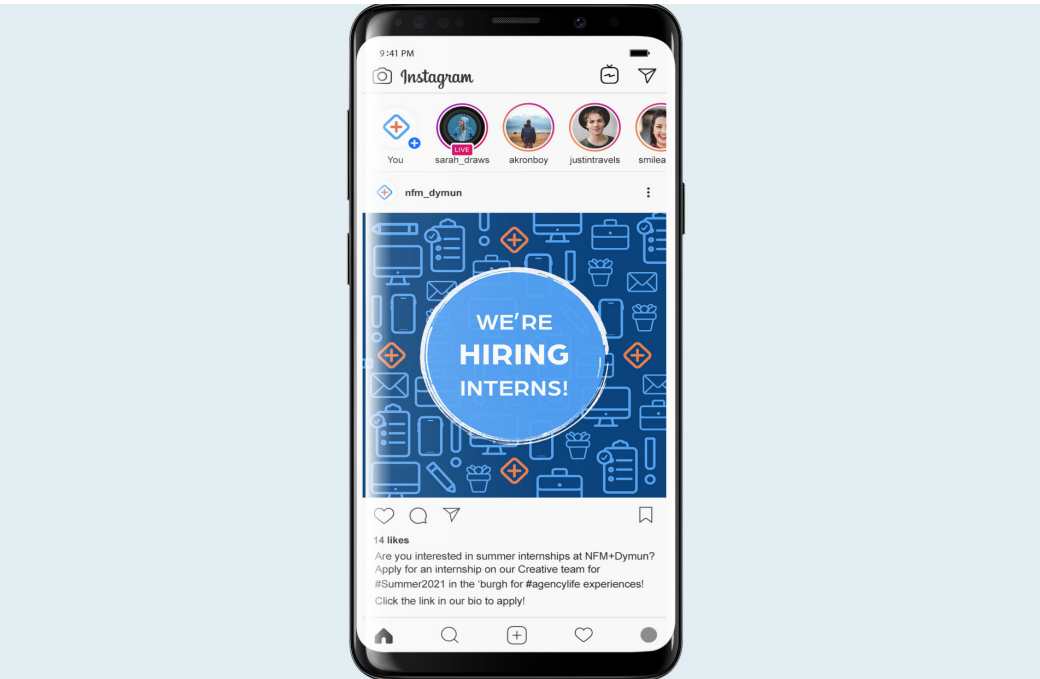 9:41 PM
Instagram
LIVE
You
sarah_draws
akronboy
justintravels
smilea
nfm_dymun
WE'RE
HIRING
INTERNS!
14 likes
Are you interested in summer internships at NFM+Dymun?
Apply for an internship on our Creative team for
#Summer2021 in the 'burgh for #agencylife experiences!
Click the link in our bio to apply!